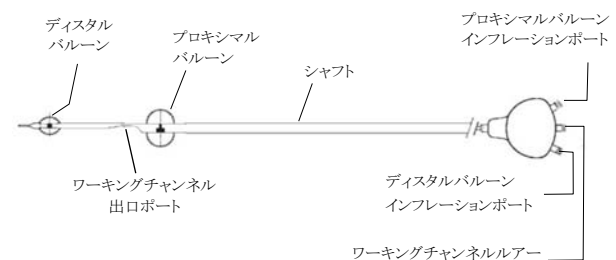 ディスタル
バルーン
プロキシマル
バルーン
シャフト
プロキシマルバルーン
インフレーションポート
ワーキングチャンネル
出口ポート
ディスタルバルーン
インフレーションポート
ワーキングチャンネルルアー